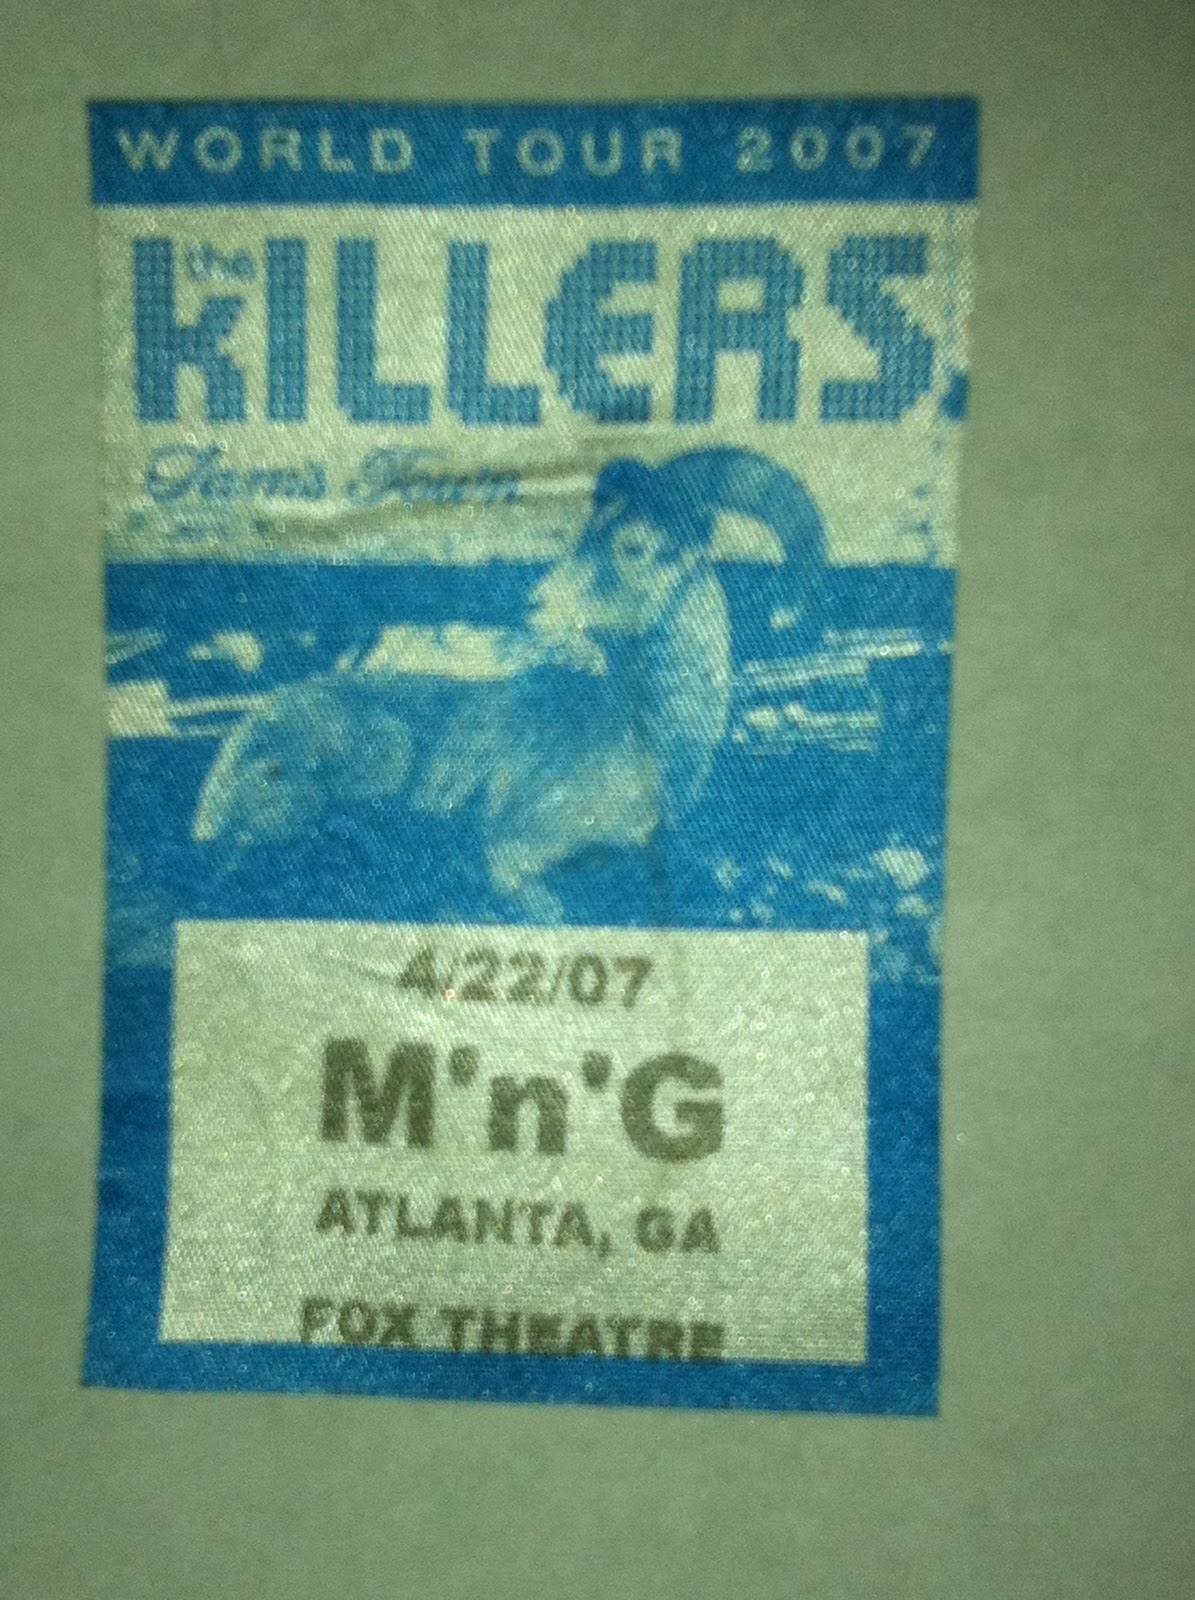 WORLD TOUR 2007
the KILLERS
Sam's Town
4/22/07
M'n'G
ATLANTA, GA
FOX THEATRE